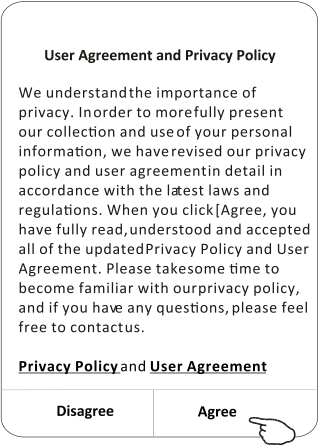 User Agreement and Privacy Policy
We understandthe importance of
privacy. Inorder to morefully present
our collection and useof your personal
information, we haverevised our privacy
policy and user agreementin detail in
accordance with the latest laws and
regulations. When you click[Agree, you
have fully read,understood and accepted
all of the updatedPrivacy Policy and User
Agreement. Please takesome time to
become familiar with ourprivacy policy,
and if you have any questions, please feel
free to contactus.
Privacy Policy and User Agreement
Disagree Agree